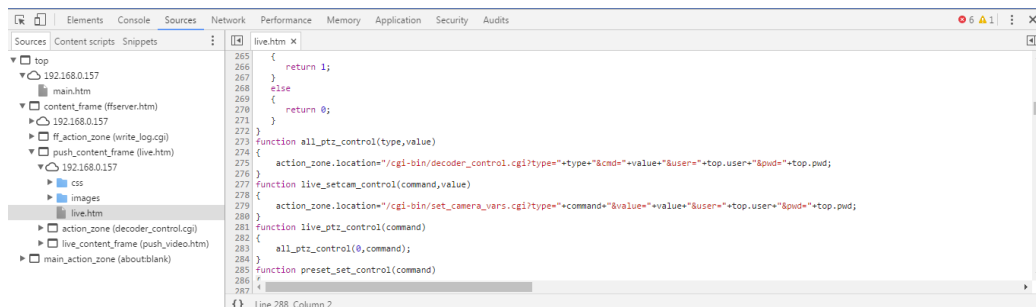 Elements Console Sources Network Performance Memory Application Security Audits 6 1
Sources Content scripts Snippets
live.htm ×
top
192.168.0.157
main.htm
content_frame (ffserver.htm)
192.168.0.157
ff_action_zone (write_log.cgi)
push_content_frame (live.htm)
192.168.0.157
css
images
live.htm
action_zone (decoder_control.cgi)
live_content_frame (push_video.htm)
main_action_zone (about:blank)
265 {
266 return 1;
267 }
268 else
269 {
270 return 0;
271 }
272 }
273 function all_ptz_control(type,value)
274 {
275 action_zone.location="/cgi-bin/decoder_control.cgi?type="+type+"&cmd="+value+"&user="+top.user+"&pwd="+top.pwd;
276 }
277 function live_setcam_control(command,value)
278 {
279 action_zone.location="/cgi-bin/set_camera_vars.cgi?type="+command+"&value="+value+"&user="+top.user+"&pwd="+top.pwd;
280 }
281 function live_ptz_control(command)
282 {
283 all_ptz_control(0,command);
284 }
285 function preset_set_control(command)
286 {
287
{} Line 288, Column 2